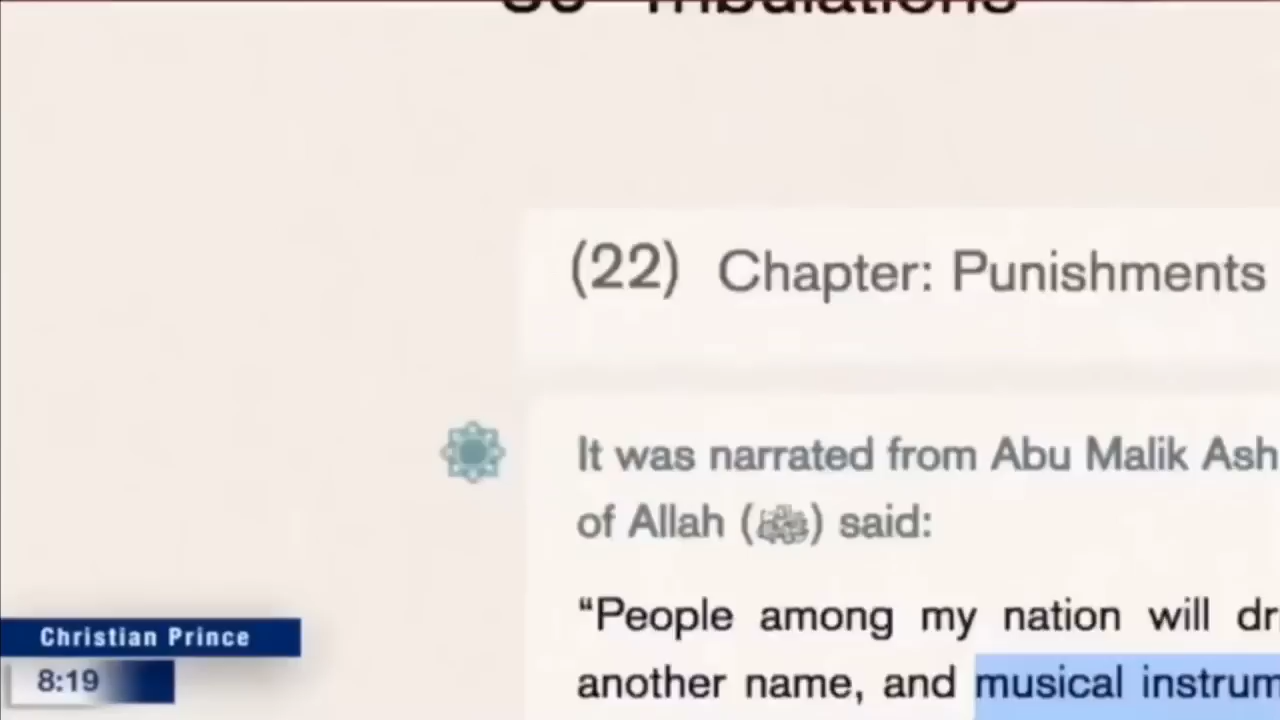 Tribulations
(22) Chapter: Punishments
It was narrated from Abu Malik Ash
of Allah (ﷺ) said:
“People among my nation will dr
another name, and musical instrum
Christian Prince
8:19